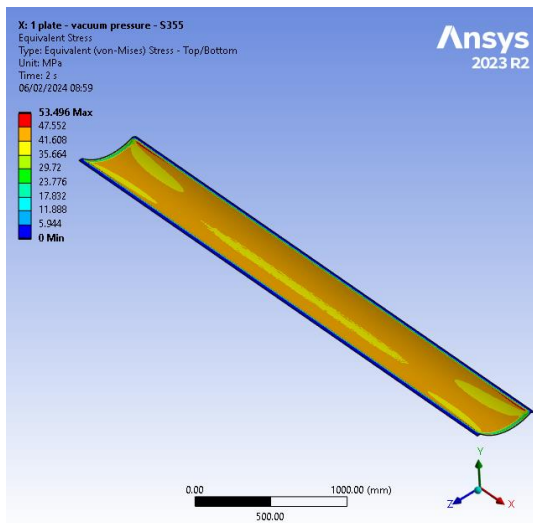 X: 1 plate - vacuum pressure - S355
Equivalent Stress
Type: Equivalent (von-Mises) Stress - Top/Bottom
Unit: MPa
Time: 2 s
06/02/2024 08:59
Ansys
2023 R2
53.496 Max
47.552
41.608
35.664
29.72
23.776
17.832
11.888
5.944
0 Min
0.00 1000.00 (mm)
500.00
Y
Z X